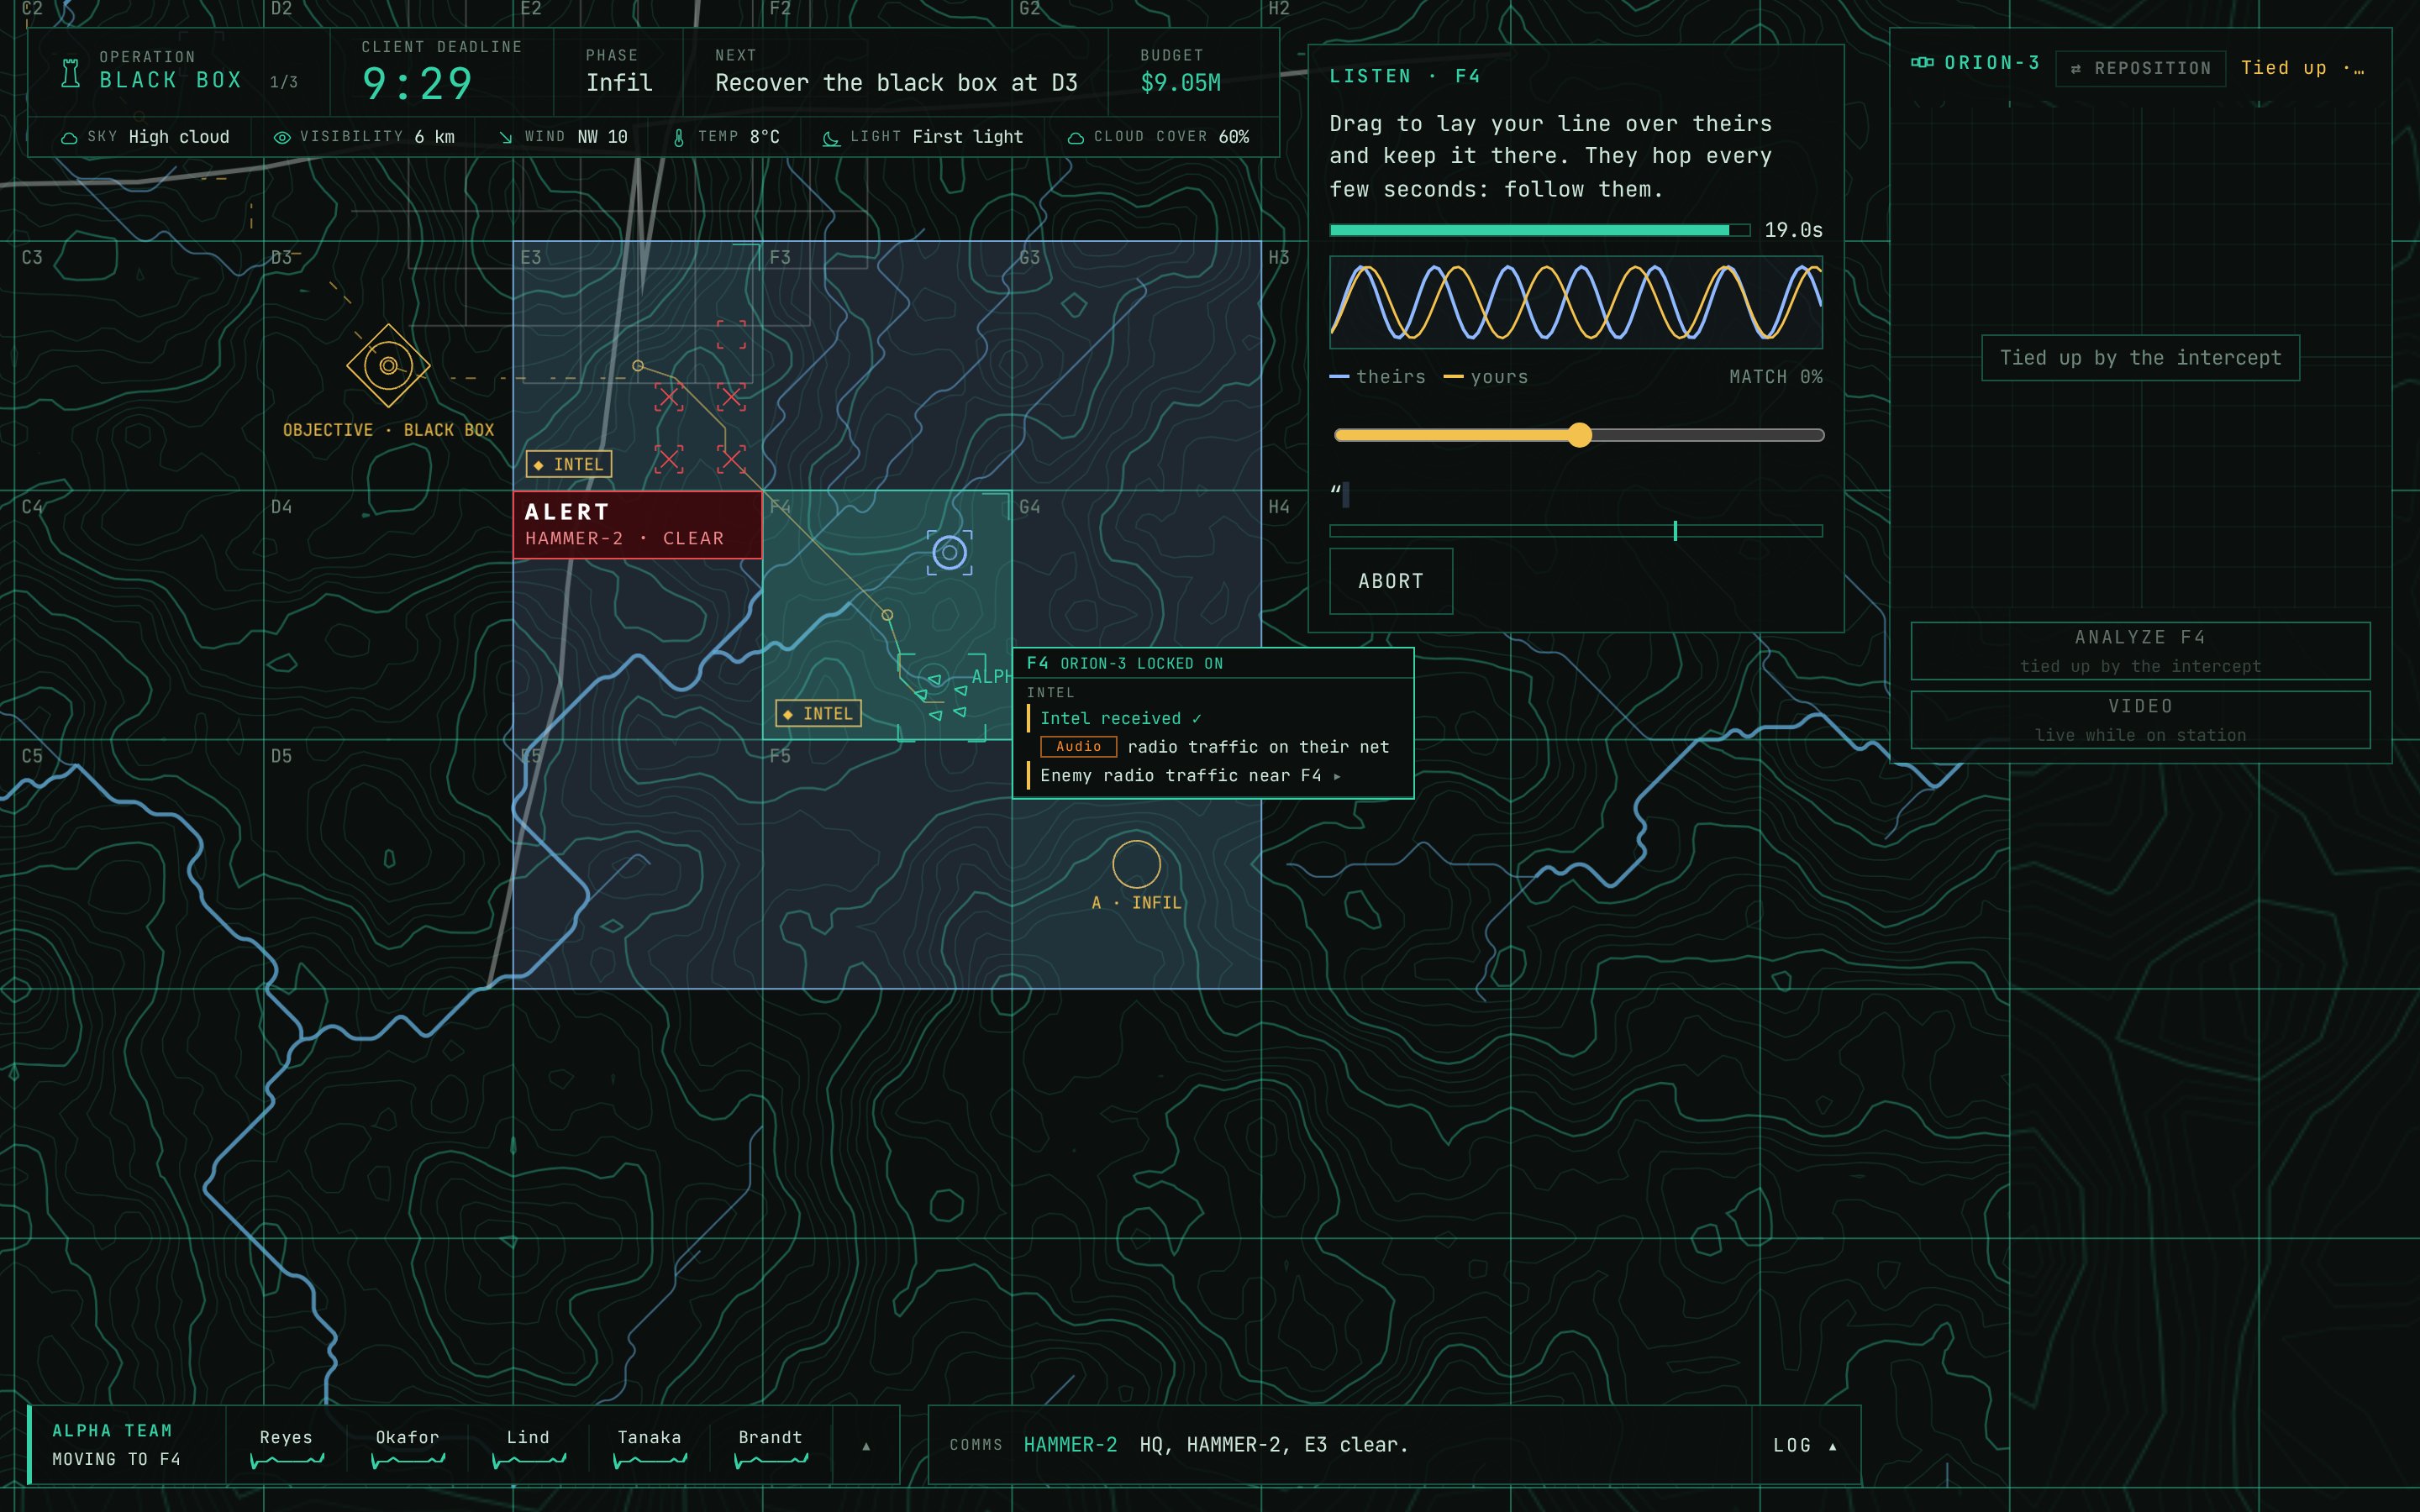 C2
D2
E2
F2
G2
H2
OPERATION
BLACK BOX 1/3
CLIENT DEADLINE
9:29
PHASE
Infil
NEXT
Recover the black box at D3
BUDGET
$9.05M
SKY High cloud
VISIBILITY 6 km
WIND NW 10
TEMP 8°C
LIGHT First light
CLOUD COVER 60%
LISTEN · F4
Drag to lay your line over theirs
and keep it there. They hop every
few seconds: follow them.
19.0s
theirs yours MATCH 0%
“
ABORT
ORION-3
⇄ REPOSITION
Tied up ·…
Tied up by the intercept
ANALYZE F4
tied up by the intercept
VIDEO
live while on station
C3
D3
E3
F3
G3
H3
OBJECTIVE · BLACK BOX
◆ INTEL
ALERT
HAMMER-2 · CLEAR
C4
D4
F4
G4
H4
ALPH
◆ INTEL
F4 ORION-3 LOCKED ON
INTEL
Intel received ✓
Audio radio traffic on their net
Enemy radio traffic near F4 ▸
C5
D5
E5
F5
A · INFIL
ALPHA TEAM
MOVING TO F4
Reyes
Okafor
Lind
Tanaka
Brandt
▲
COMMS HAMMER-2 HQ, HAMMER-2, E3 clear.
LOG ▲